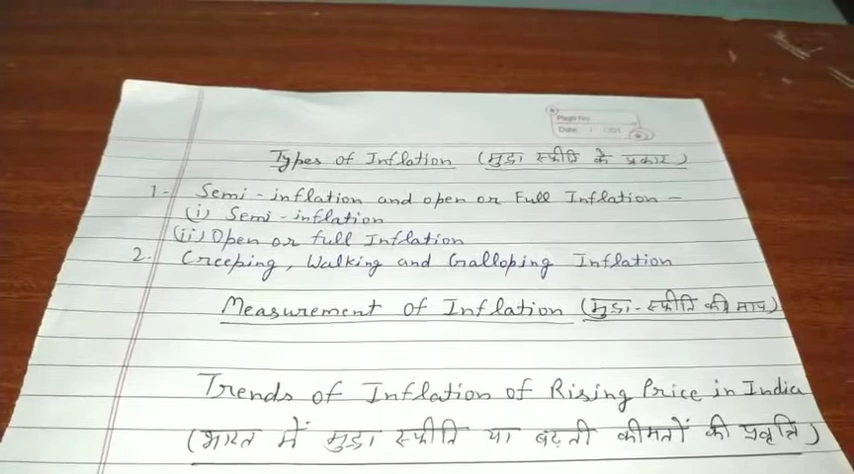 Page No.
Date: / /201
Types of Inflation (मुद्रा स्फीति के प्रकार)
1- Semi-inflation and open or Full Inflation -
(i) Semi-inflation
(ii) Open or full Inflation
2. Creeping, Walking and Galloping Inflation
Measurement of Inflation (मुद्रा-स्फीति की माप)
Trends of Inflation of Rising Price in India
(भारत में मुद्रा स्फीति या बढ़ती कीमतों की प्रवृत्ति)